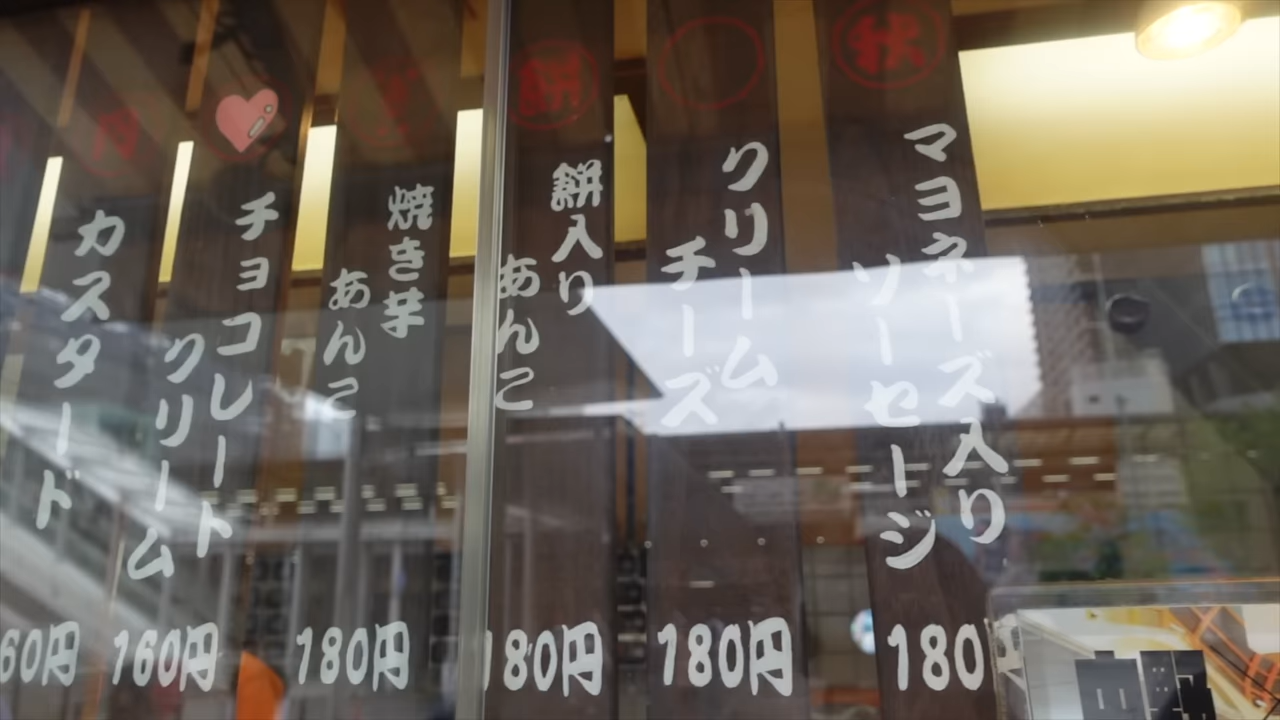 秋
マヨネーズ入り
ソーセージ
180
クリーム
チーズ
180円
餅
餅入り
あんこ
180円
焼き芋
あんこ
180円
チョコレート
クリーム
160円
カスタード
60円